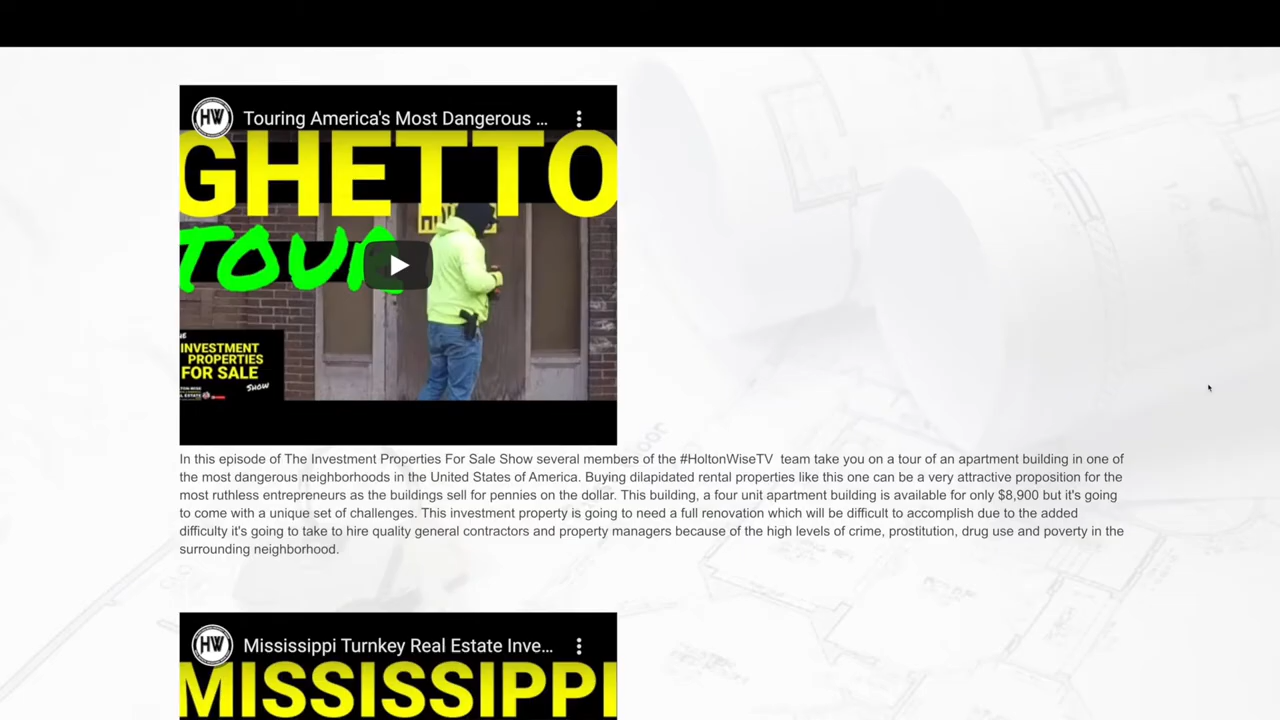 HW
Touring America's Most Dangerous ...
GHETTO
TOUR
THE
INVESTMENT
PROPERTIES
FOR SALE
SHOW
In this episode of The Investment Properties For Sale Show several members of the #HoltonWiseTV team take you on a tour of an apartment building in one of
the most dangerous neighborhoods in the United States of America. Buying dilapidated rental properties like this one can be a very attractive proposition for the
most ruthless entrepreneurs as the buildings sell for pennies on the dollar. This building, a four unit apartment building is available for only $8,900 but it's going
to come with a unique set of challenges. This investment property is going to need a full renovation which will be difficult to accomplish due to the added
difficulty it's going to take to hire quality general contractors and property managers because of the high levels of crime, prostitution, drug use and poverty in the
surrounding neighborhood.
HW
Mississippi Turnkey Real Estate Inve...
MISSISSIPPI